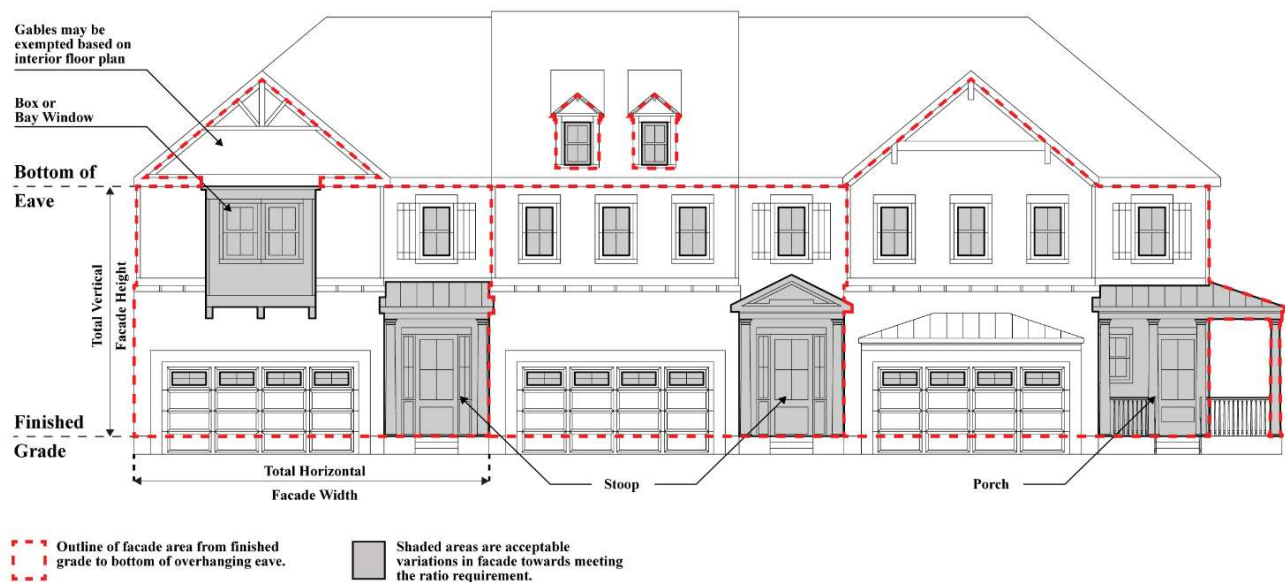 Gables may be
exempted based on
interior floor plan
Box or
Bay Window
Bottom of
Eave
Total Vertical
Facade Height
Finished
Grade
Total Horizontal
Facade Width
Stoop
Porch
Outline of facade area from finished
grade to bottom of overhanging eave.
Shaded areas are acceptable
variations in facade towards meeting
the ratio requirement.